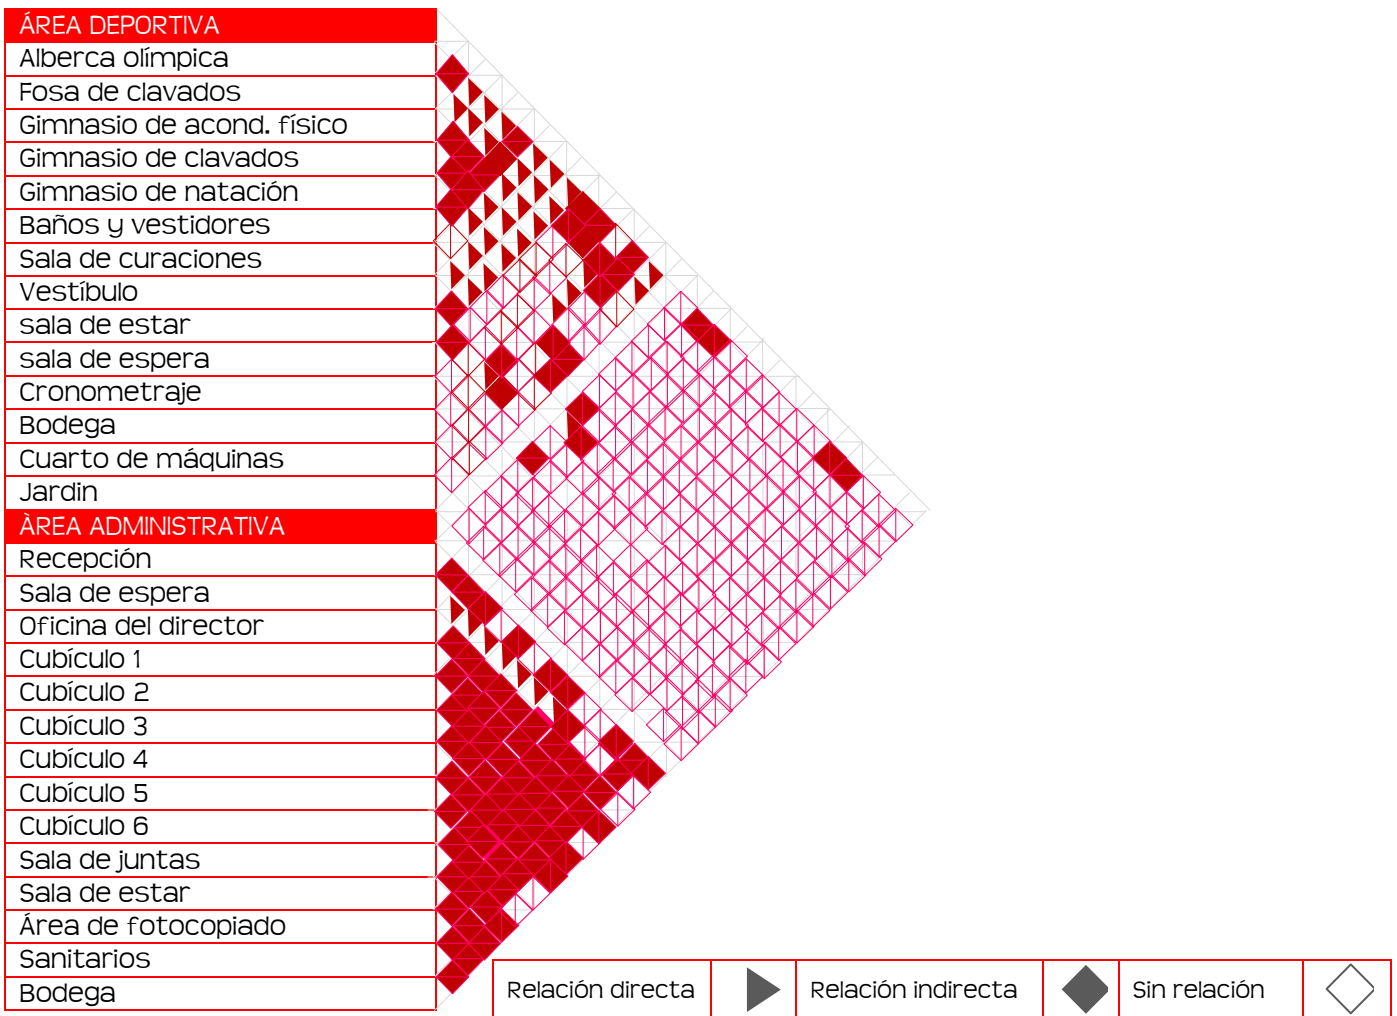 ÁREA DEPORTIVA
Alberca olímpica
Fosa de clavados
Gimnasio de acond. físico
Gimnasio de clavados
Gimnasio de natación
Baños y vestidores
Sala de curaciones
Vestíbulo
sala de estar
sala de espera
Cronometraje
Bodega
Cuarto de máquinas
Jardin
ÀREA ADMINISTRATIVA
Recepción
Sala de espera
Oficina del director
Cubículo 1
Cubículo 2
Cubículo 3
Cubículo 4
Cubículo 5
Cubículo 6
Sala de juntas
Sala de estar
Área de fotocopiado
Sanitarios
Bodega
Relación directa
Relación indirecta
Sin relación